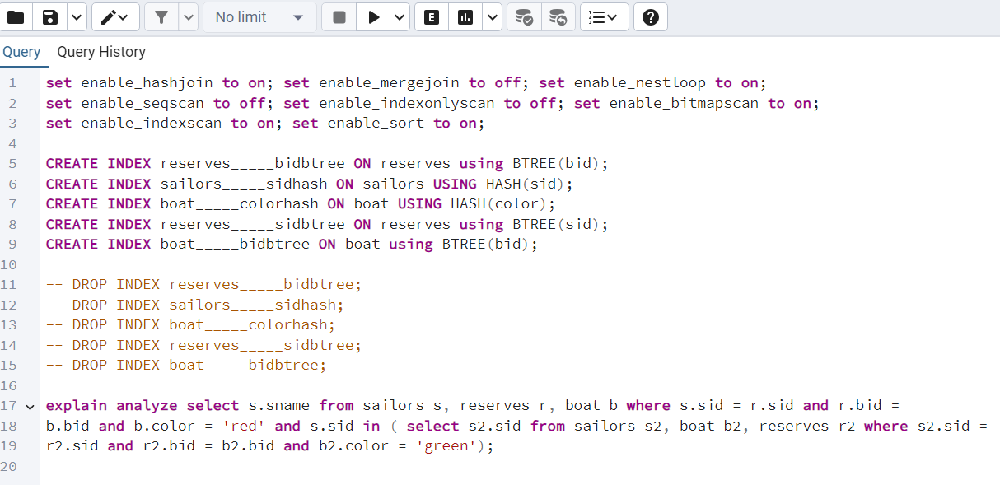 No limit
E
Query Query History
1 set enable_hashjoin to on; set enable_mergejoin to off; set enable_nestloop to on;
2 set enable_seqscan to off; set enable_indexonlyscan to off; set enable_bitmapscan to on;
3 set enable_indexscan to on; set enable_sort to on;
4
5 CREATE INDEX reserves_____bidbtree ON reserves using BTREE(bid);
6 CREATE INDEX sailors_____sidhash ON sailors USING HASH(sid);
7 CREATE INDEX boat_____colorhash ON boat USING HASH(color);
8 CREATE INDEX reserves_____sidbtree ON reserves using BTREE(sid);
9 CREATE INDEX boat_____bidbtree ON boat using BTREE(bid);
10
11 -- DROP INDEX reserves_____bidbtree;
12 -- DROP INDEX sailors_____sidhash;
13 -- DROP INDEX boat_____colorhash;
14 -- DROP INDEX reserves_____sidbtree;
15 -- DROP INDEX boat_____bidbtree;
16
17 explain analyze select s.sname from sailors s, reserves r, boat b where s.sid = r.sid and r.bid =
18 b.bid and b.color = 'red' and s.sid in ( select s2.sid from sailors s2, boat b2, reserves r2 where s2.sid =
19 r2.sid and r2.bid = b2.bid and b2.color = 'green');
20